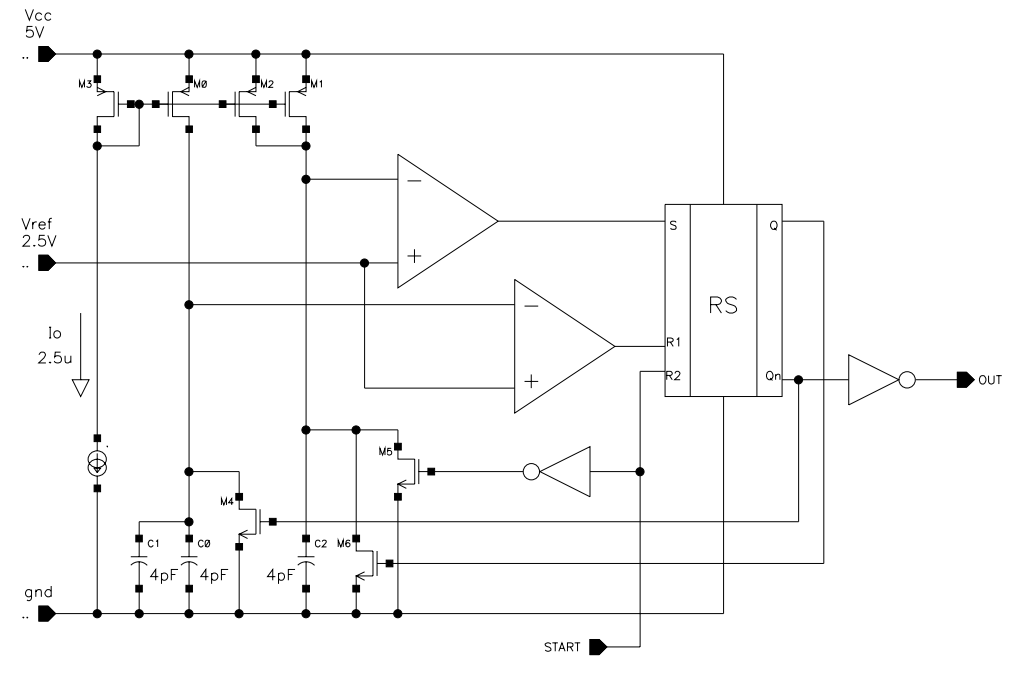 Vcc
5V
..
M3 M0 M2 M1
−
Vref
2.5V
..
+
S Q
−
RS
Io
2.5u
R1
+
R2 Qn
OUT
M5
M4
C1 C0 C2 M6
4pF 4pF 4pF
gnd
..
START